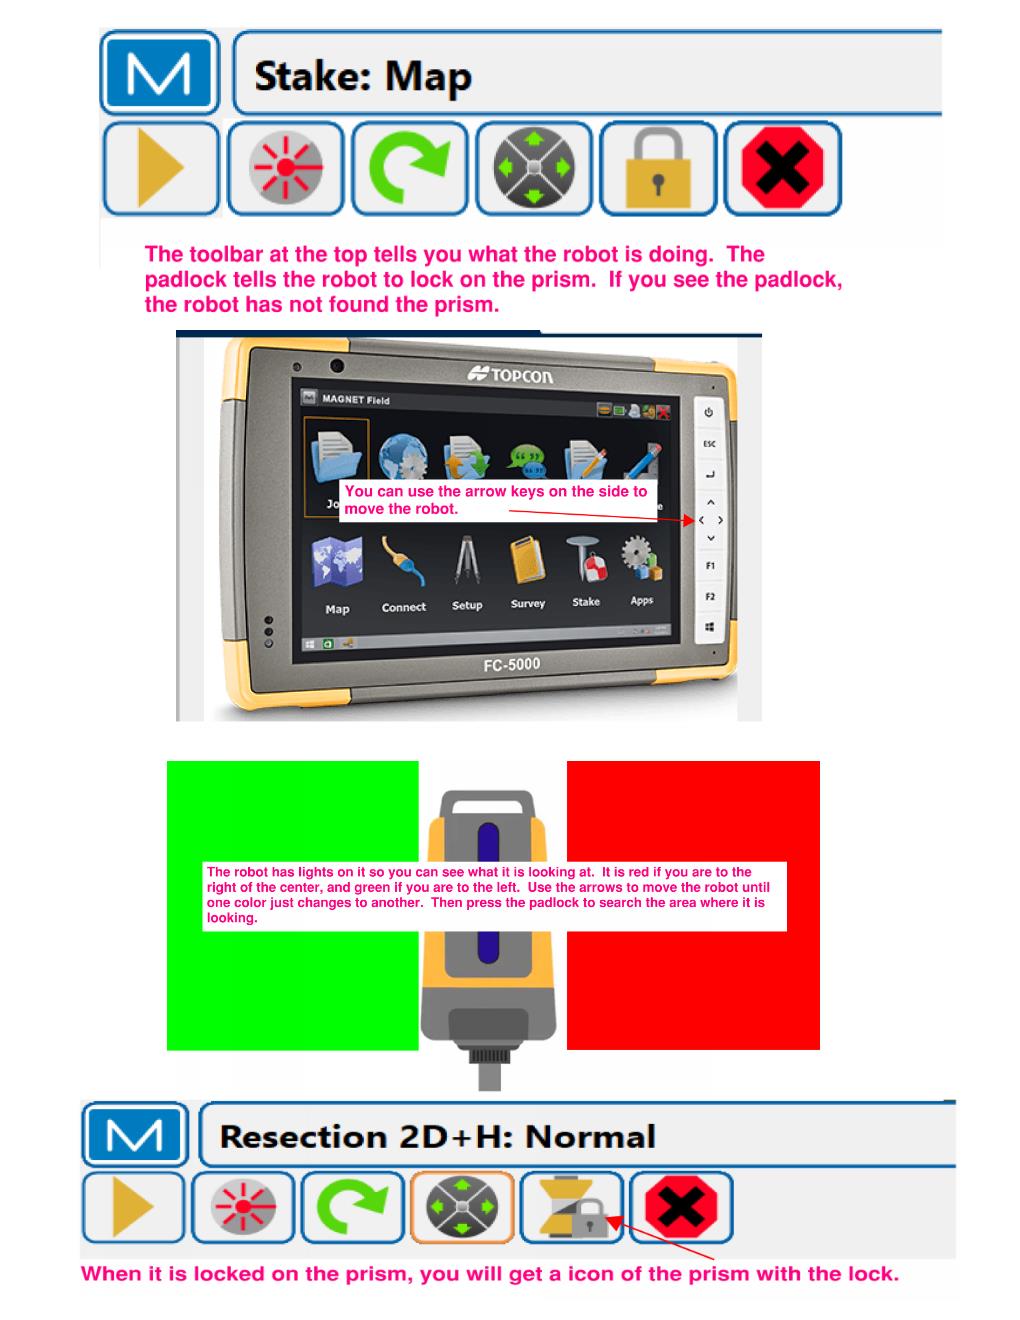 Stake: Map
The toolbar at the top tells you what the robot is doing.  The
padlock tells the robot to lock on the prism.  If you see the padlock,
the robot has not found the prism.
TOPCON
MAGNET Field
ESC
You can use the arrow keys on the side to
move the robot.
Jo
e
F1
F2
Map
Connect
Setup
Survey
Stake
Apps
FC-5000
The robot has lights on it so you can see what it is looking at.  It is red if you are to the
right of the center, and green if you are to the left.  Use the arrows to move the robot until
one color just changes to another.  Then press the padlock to search the area where it is
looking.
Resection 2D+H: Normal
When it is locked on the prism, you will get a icon of the prism with the lock.